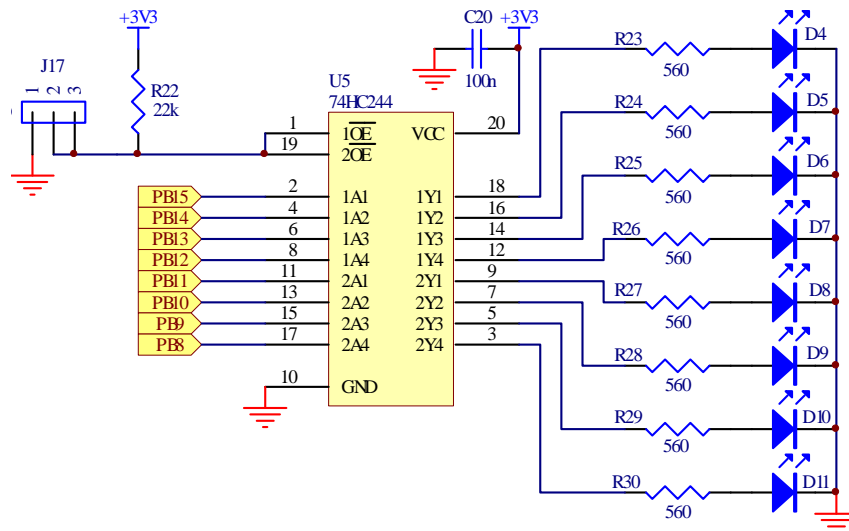 +3V3
C20
+3V3
J17
1 2 3
R22
22k
100n
U5
74HC244
1 1OE VCC 20
19 2OE
PB15 2 1A1 1Y1 18
PB14 4 1A2 1Y2 16
PB13 6 1A3 1Y3 14
PB12 8 1A4 1Y4 12
PB11 11 2A1 2Y1 9
PB10 13 2A2 2Y2 7
PB9 15 2A3 2Y3 5
PB8 17 2A4 2Y4 3
10 GND
R23 D4
560
R24 D5
560
R25 D6
560
R26 D7
560
R27 D8
560
R28 D9
560
R29 D10
560
R30 D11
560